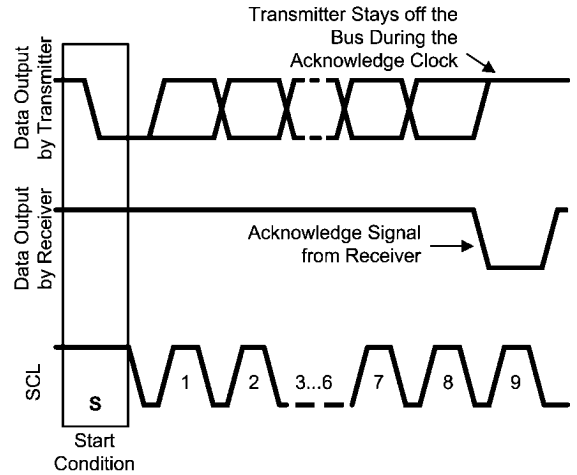 Transmitter Stays off the
Bus During the
Acknowledge Clock
Data Output
by Transmitter
Data Output
by Receiver
Acknowledge Signal
from Receiver
SCL
S
1
2
3...6
7
8
9
Start
Condition